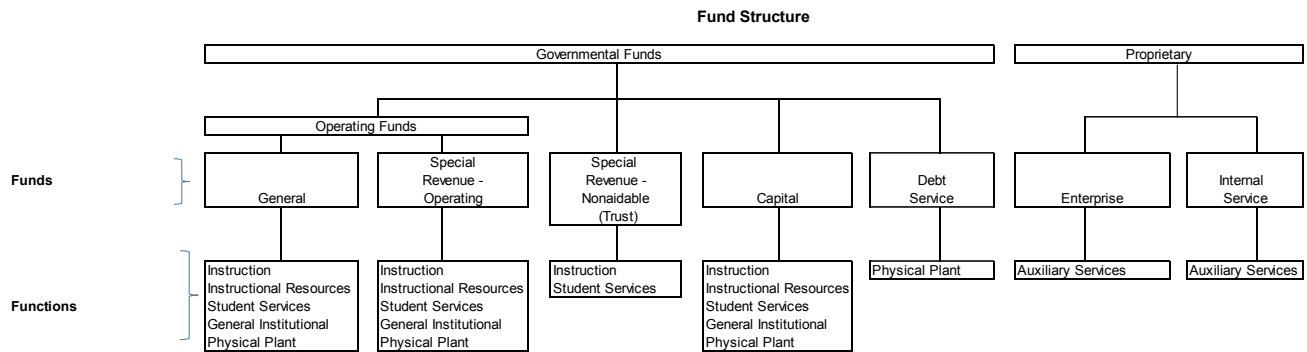 Fund Structure
Governmental Funds
Proprietary
Operating Funds
Funds
General
Special
Revenue -
Operating
Special
Revenue -
Nonaidable
(Trust)
Capital
Debt
Service
Enterprise
Internal
Service
Functions
Instruction
Instructional Resources
Student Services
General Institutional
Physical Plant
Instruction
Instructional Resources
Student Services
General Institutional
Physical Plant
Instruction
Student Services
Instruction
Instructional Resources
Student Services
General Institutional
Physical Plant
Physical Plant
Auxiliary Services
Auxiliary Services